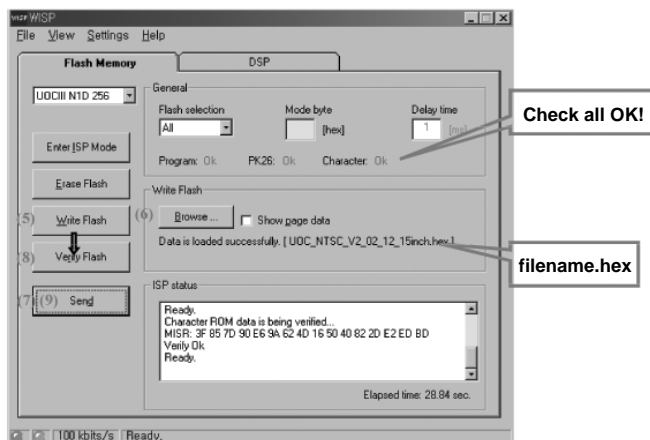 WISP WISP
File View Settings Help
Flash Memory DSP
UOCIII N1D 256
General
Flash selection Mode byte Delay time
All [hex] 1 [ms]
Program: Ok PK26: Ok Character: Ok
Check all OK!
Enter ISP Mode
Erase Flash
Write Flash
(5) Write Flash
(6) Browse ... Show page data
Data is loaded successfully. [ UOC_NTSC_V2_02_12_15inch.hex ]
filename.hex
(8) Verify Flash
(7) (9) Send
ISP status
Ready.
Character ROM data is being verified...
MISR: 3F 85 7D 90 E6 9A 62 4D 16 50 40 82 2D E2 ED BD
Verify Ok
Ready.
Elapsed time: 28.84 sec.
100 kbits/s Ready.